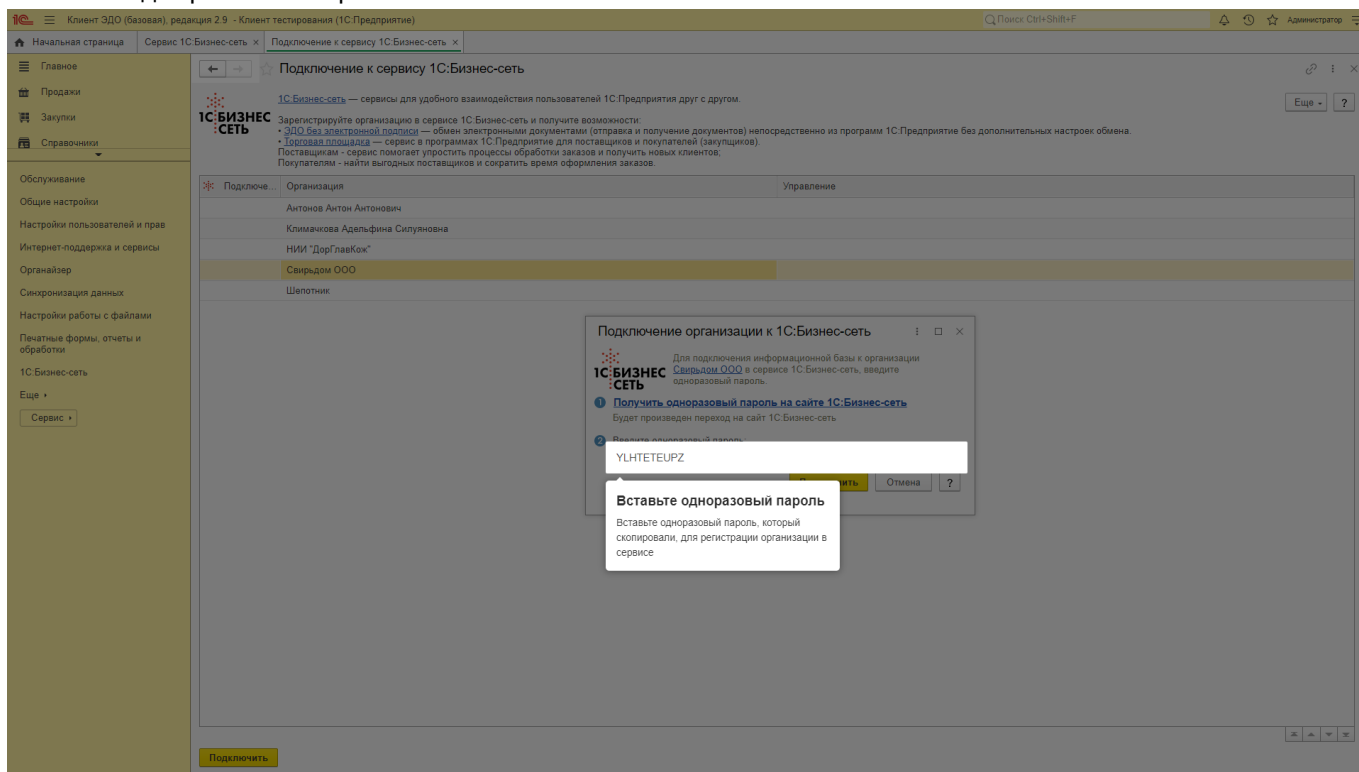 1С Клиент ЭДО (базовая), редакция 2.9 - Клиент тестирования (1С:Предприятие)
Поиск Ctrl+Shift+F
Администратор
Начальная страница
Сервис 1С:Бизнес-сеть ×
Подключение к сервису 1С:Бизнес-сеть ×
Главное
Продажи
Закупки
Справочники
Обслуживание
Общие настройки
Настройки пользователей и прав
Интернет-поддержка и сервисы
Органайзер
Синхронизация данных
Настройки работы с файлами
Печатные формы, отчеты и
обработки
1С:Бизнес-сеть
Еще
Сервис
Подключение к сервису 1С:Бизнес-сеть
Еще
?
1С:БИЗНЕС
СЕТЬ
1С:Бизнес-сеть — сервисы для удобного взаимодействия пользователей 1С:Предприятия друг с другом.
Зарегистрируйте организацию в сервисе 1С:Бизнес-сеть и получите возможности:
• ЭДО без электронной подписи — обмен электронными документами (отправка и получение документов) непосредственно из программ 1С:Предприятие без дополнительных настроек обмена.
• Торговая площадка — сервис в программах 1С:Предприятие для поставщиков и покупателей (закупщиков).
Поставщикам - сервис помогает упростить процессы обработки заказов и получить новых клиентов;
Покупателям - найти выгодных поставщиков и сократить время оформления заказов.
Подключе... Организация Управление
Антонов Антон Антонович
Климачкова Адельфина Силуяновна
НИИ "ДорГлавКож"
Свирьдом ООО
Шепотник
Подключение организации к 1С:Бизнес-сеть
1С:БИЗНЕС
СЕТЬ
Для подключения информационной базы к организации
Свирьдом ООО в сервисе 1С:Бизнес-сеть, введите
одноразовый пароль.
1 Получить одноразовый пароль на сайте 1С:Бизнес-сеть
Будет произведен переход на сайт 1С:Бизнес-сеть
2 Введите одноразовый пароль:
YLHTETEUPZ
Отмена ?
Вставьте одноразовый пароль
Вставьте одноразовый пароль, который
скопировали, для регистрации организации в
сервисе
Подключить